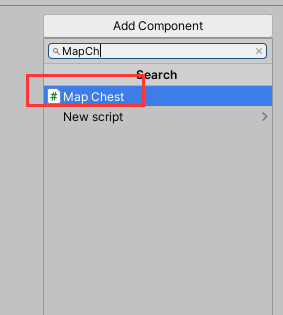 Add Component
MapCh
Search
# Map Chest
New script